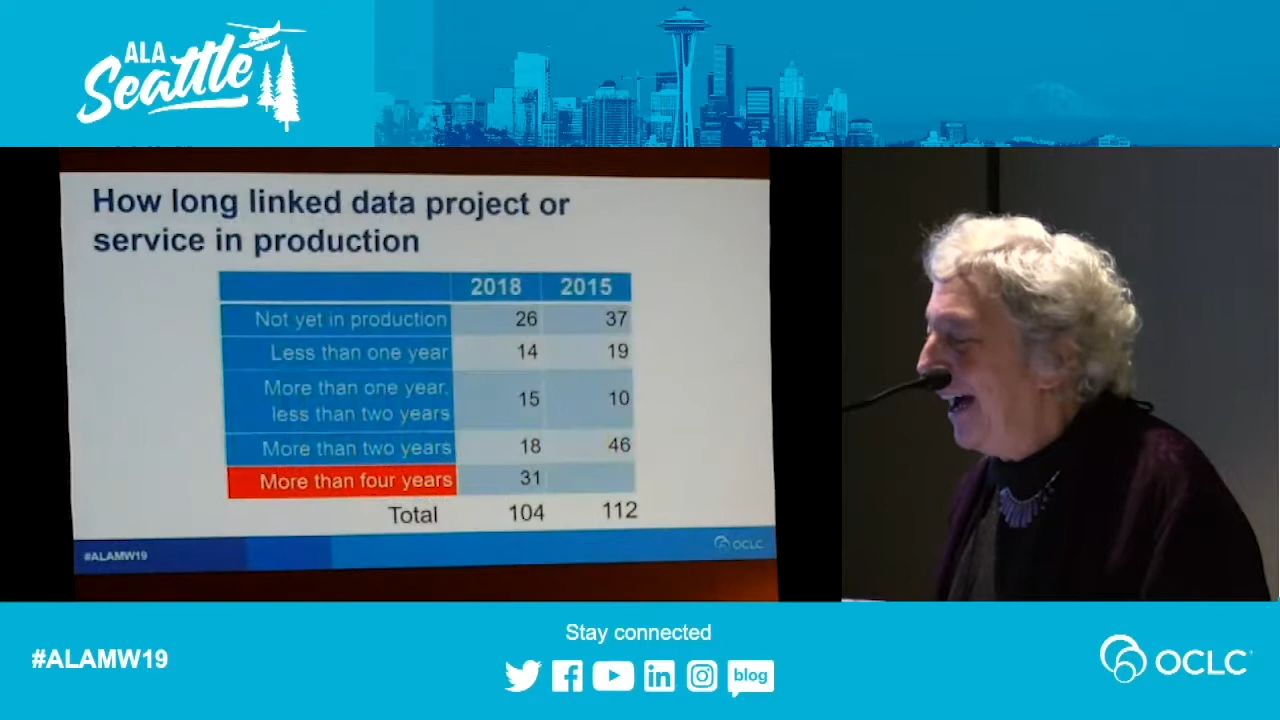 ALA
Seattle
How long linked data project or
service in production
2018 2015
Not yet in production 26 37
Less than one year 14 19
More than one year,
less than two years 15 10
More than two years 18 46
More than four years 31
Total 104 112
#ALAMW19
OCLC
Stay connected
#ALAMW19
blog
OCLC